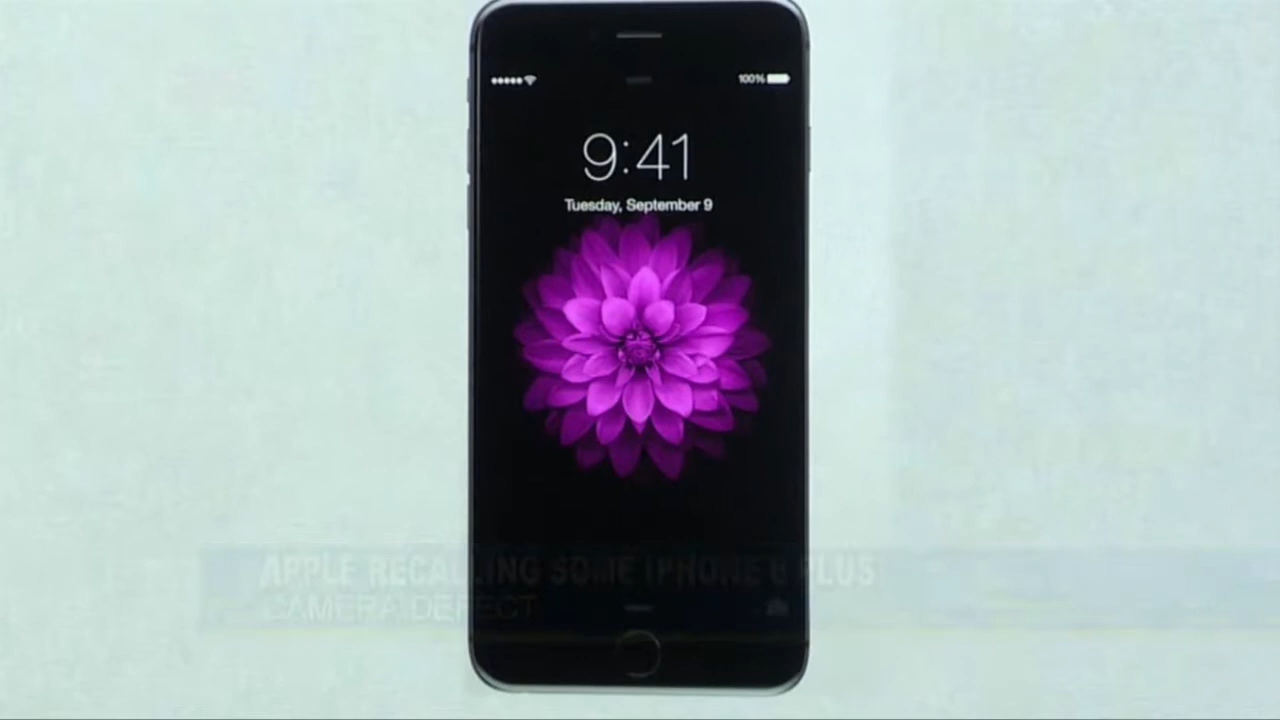 100%
9:41
Tuesday, September 9
APPLE RECALLING SOME IPHONE 6 PLUS
CAMERA DEFECT